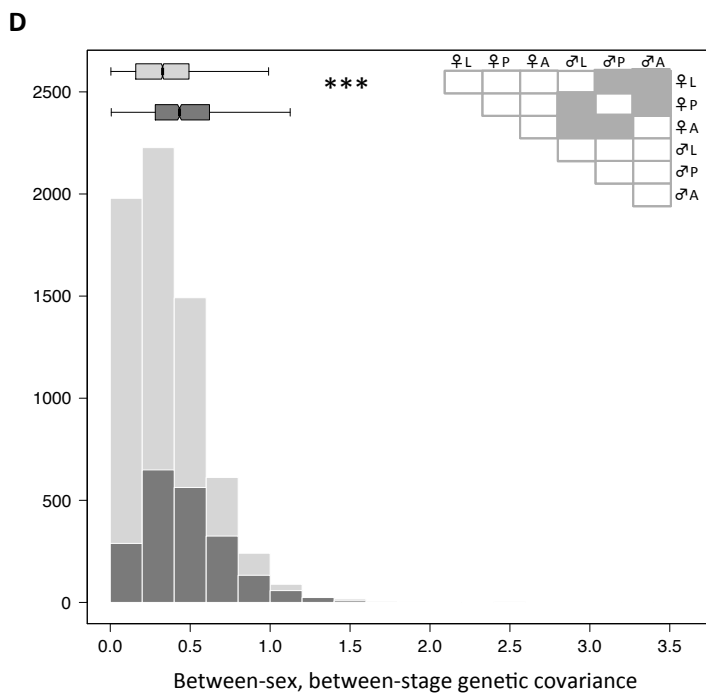 D
***
♀L ♀P ♀A ♂L ♂P ♂A
♀L
♀P
♀A
♂L
♂P
♂A
2500
2000
1500
1000
500
0
0.0 0.5 1.0 1.5 2.0 2.5 3.0 3.5
Between-sex, between-stage genetic covariance